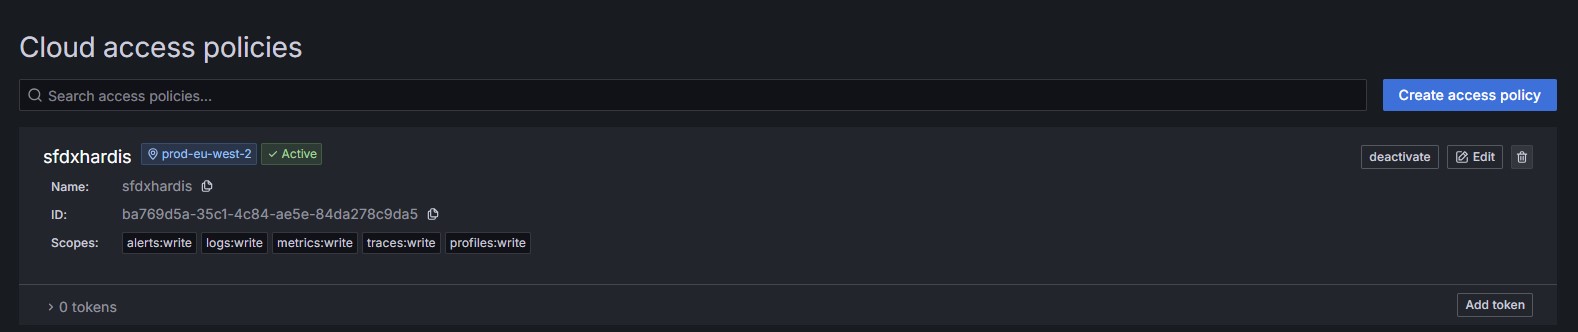 Cloud access policies
Search access policies...
Create access policy
sfdxhardis prod-eu-west-2 Active
deactivate Edit
Name: sfdxhardis
ID: ba769d5a-35c1-4c84-ae5e-84da278c9da5
Scopes: alerts:write logs:write metrics:write traces:write profiles:write
0 tokens
Add token